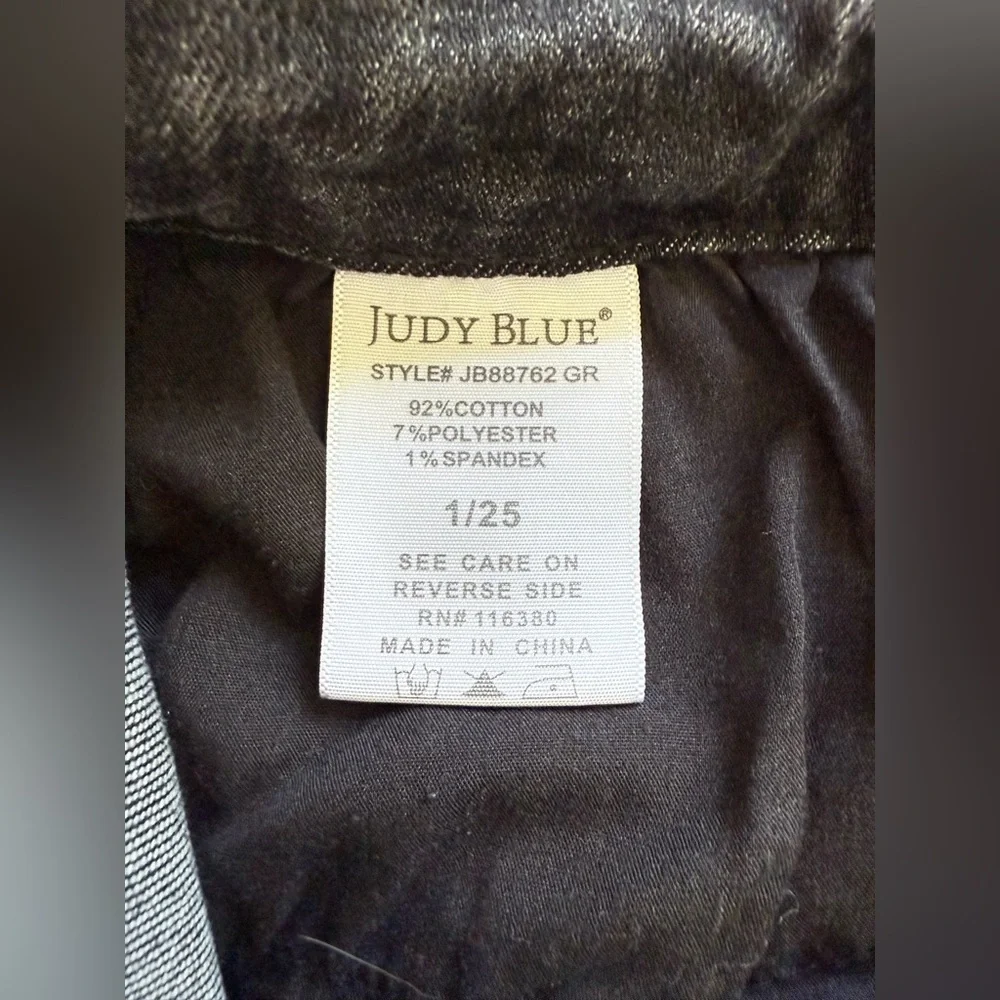 JUDY BLUE®
STYLE# JB88762 GR
92%COTTON
7%POLYESTER
1%SPANDEX
1/25
SEE CARE ON
REVERSE SIDE
RN# 116380
MADE IN CHINA